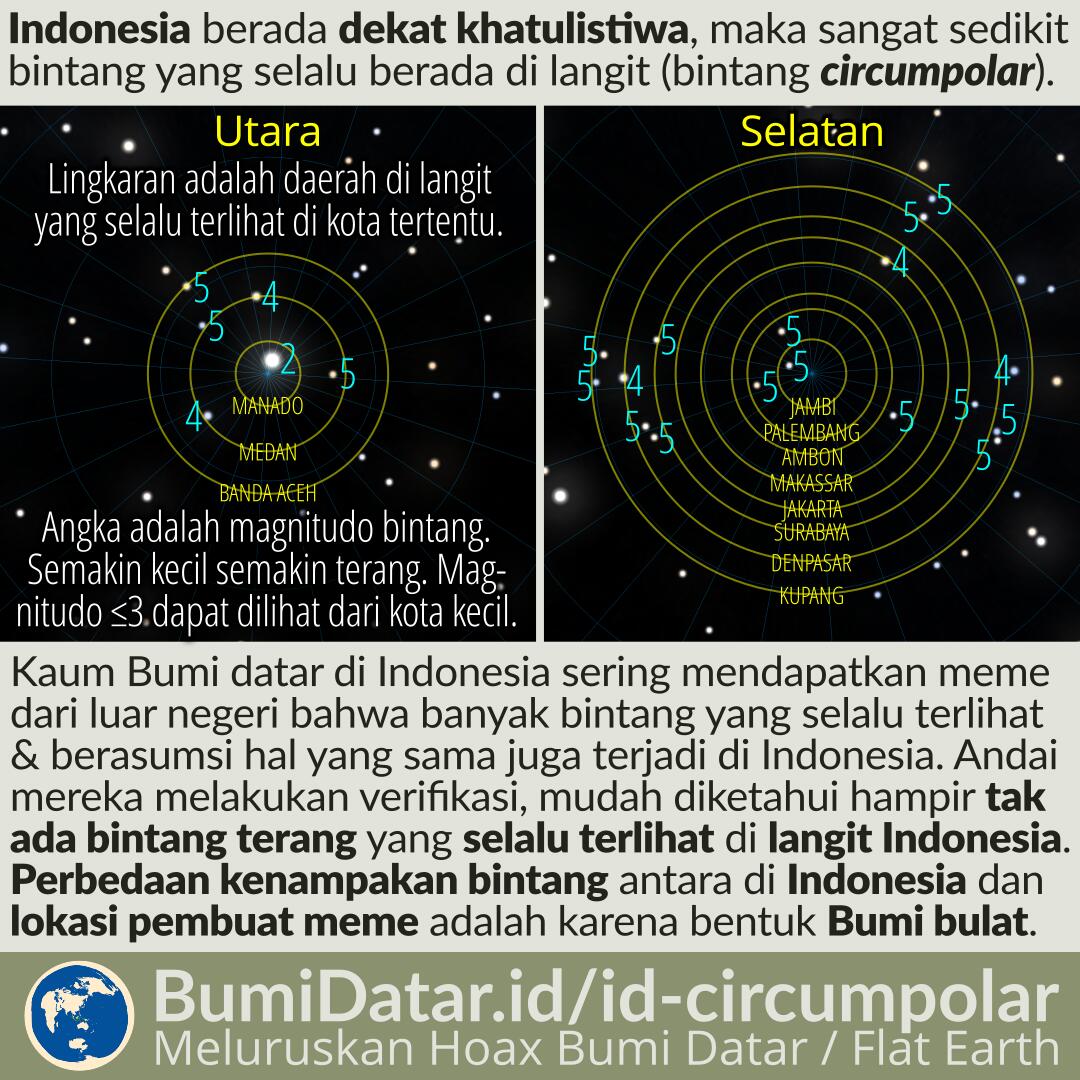 Indonesia berada dekat khatulistiwa, maka sangat sedikit
bintang yang selalu berada di langit (bintang circumpolar).
Utara
Lingkaran adalah daerah di langit
yang selalu terlihat di kota tertentu.
5
4
5
2
5
4
MANADO
MEDAN
BANDA ACEH
Angka adalah magnitudo bintang.
Semakin kecil semakin terang. Mag-
nitudo ≤3 dapat dilihat dari kota kecil.
Selatan
5
5
4
5
5
5
5
5
4
5
4
5
5
5
5
5
5
JAMBI
PALEMBANG
AMBON
MAKASSAR
JAKARTA
SURABAYA
DENPASAR
KUPANG
Kaum Bumi datar di Indonesia sering mendapatkan meme
dari luar negeri bahwa banyak bintang yang selalu terlihat
& berasumsi hal yang sama juga terjadi di Indonesia. Andai
mereka melakukan verifikasi, mudah diketahui hampir tak
ada bintang terang yang selalu terlihat di langit Indonesia.
Perbedaan kenampakan bintang antara di Indonesia dan
lokasi pembuat meme adalah karena bentuk Bumi bulat.
BumiDatar.id/id-circumpolar
Meluruskan Hoax Bumi Datar / Flat Earth